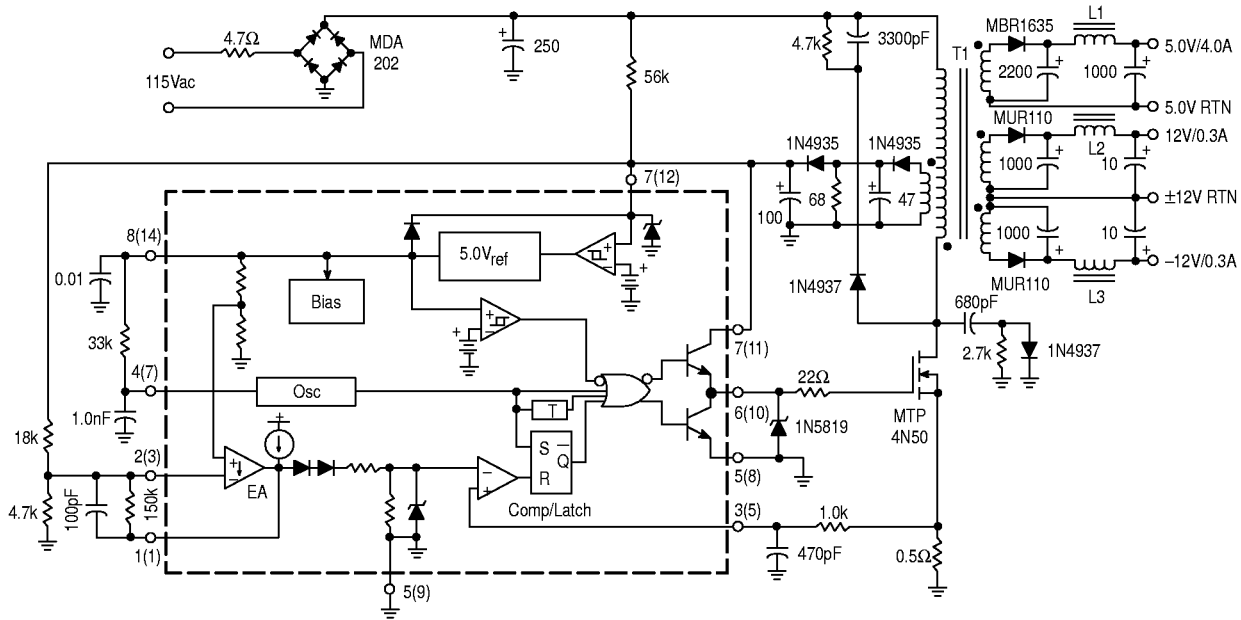 4.7Ω
MDA
202
115Vac
+
250
56k
4.7k
3300pF
T1
MBR1635
L1
+
2200
+
1000
5.0V/4.0A
5.0V RTN
MUR110
L2
+
1000
+
10
12V/0.3A
±12V RTN
1000
+
10
+
MUR110
L3
–12V/0.3A
1N4935
1N4935
+
100
68
+
47
7(12)
8(14)
0.01
33k
4(7)
1.0nF
18k
2(3)
4.7k
100pF
150k
1(1)
5.0Vref
+
–
+
Bias
+
–
+
Osc
T
S
R
Q
+
–
EA
+
–
+
Comp/Latch
5(9)
7(11)
6(10)
5(8)
3(5)
22Ω
1N5819
1N4937
680pF
2.7k
1N4937
MTP
4N50
1.0k
470pF
0.5Ω